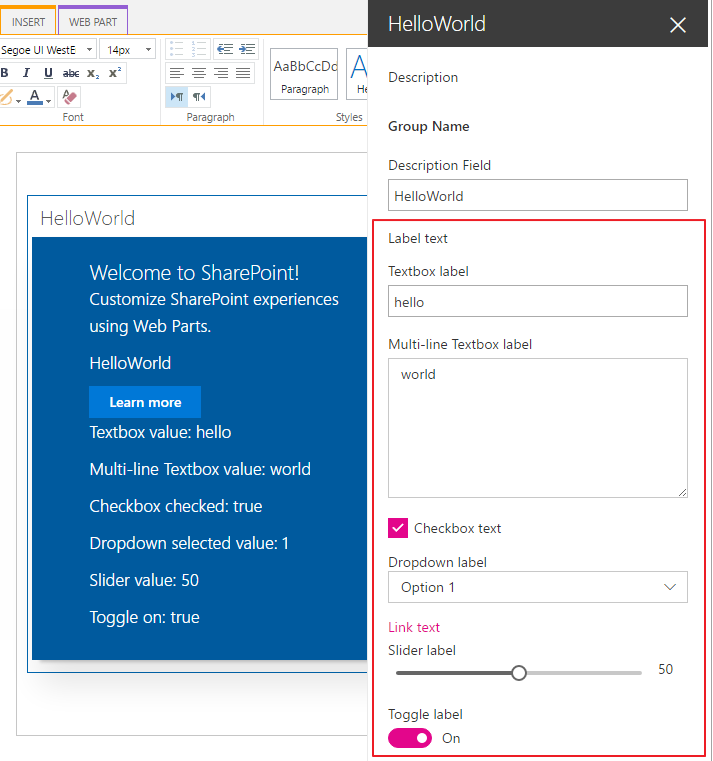 INSERT
WEB PART
Segoe UI WestE
14px
B I U abc x₂ x²
A
Font
Paragraph
AaBbCcDd
Paragraph
Styles
HelloWorld
Welcome to SharePoint!
Customize SharePoint experiences
using Web Parts.
HelloWorld
Learn more
Textbox value: hello
Multi-line Textbox value: world
Checkbox checked: true
Dropdown selected value: 1
Slider value: 50
Toggle on: true
HelloWorld
Description
Group Name
Description Field
HelloWorld
Label text
Textbox label
hello
Multi-line Textbox label
world
Checkbox text
Dropdown label
Option 1
Link text
Slider label
50
Toggle label
On